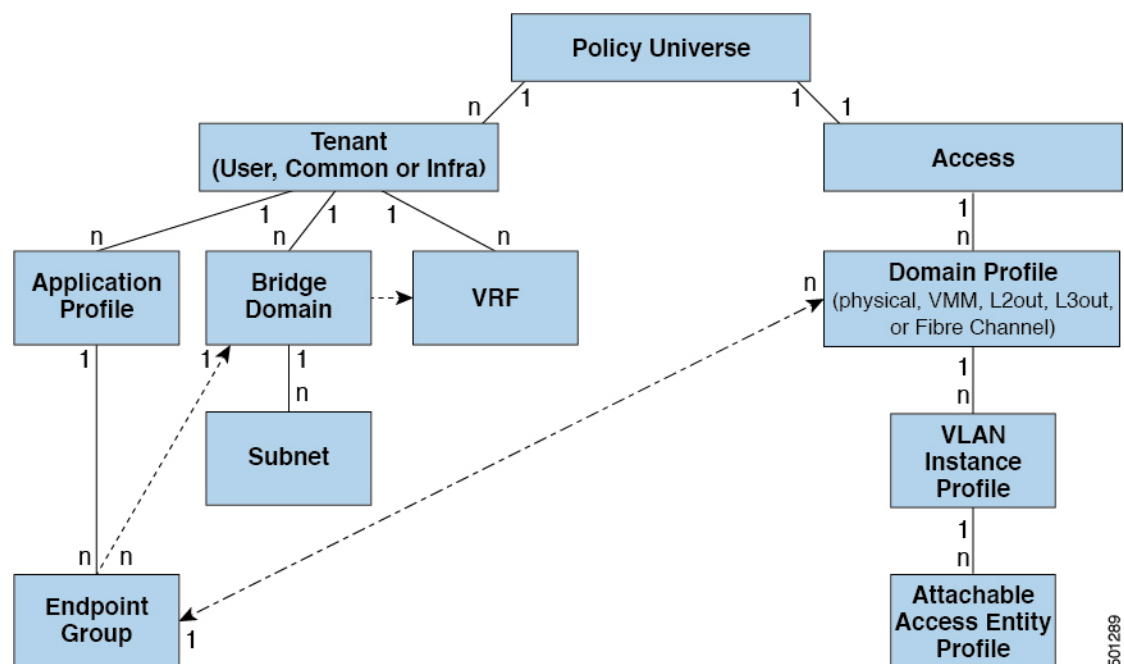 Policy Universe
n
1
1
1
Tenant
(User, Common or Infra)
Access
1
1
1
1
n
n
n
n
Application
Profile
Bridge
Domain
VRF
n
Domain Profile
(physical, VMM, L2out, L3out,
or Fibre Channel)
1
1
1
1
n
n
Subnet
VLAN
Instance
Profile
1
n
n
n
Endpoint
Group
1
Attachable
Access Entity
Profile
501289